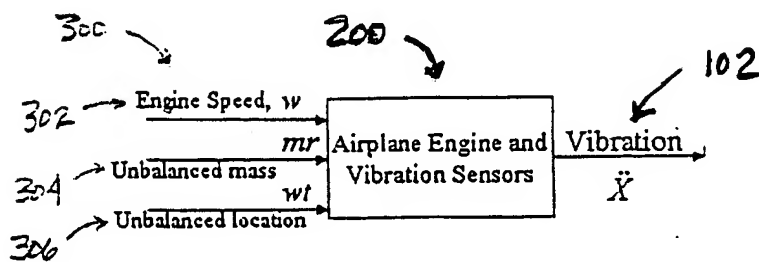 300
200
102
302
Engine Speed, w
mr
Airplane Engine and
Vibration Sensors
Vibration
Ẍ
304
Unbalanced mass
wt
306
Unbalanced location